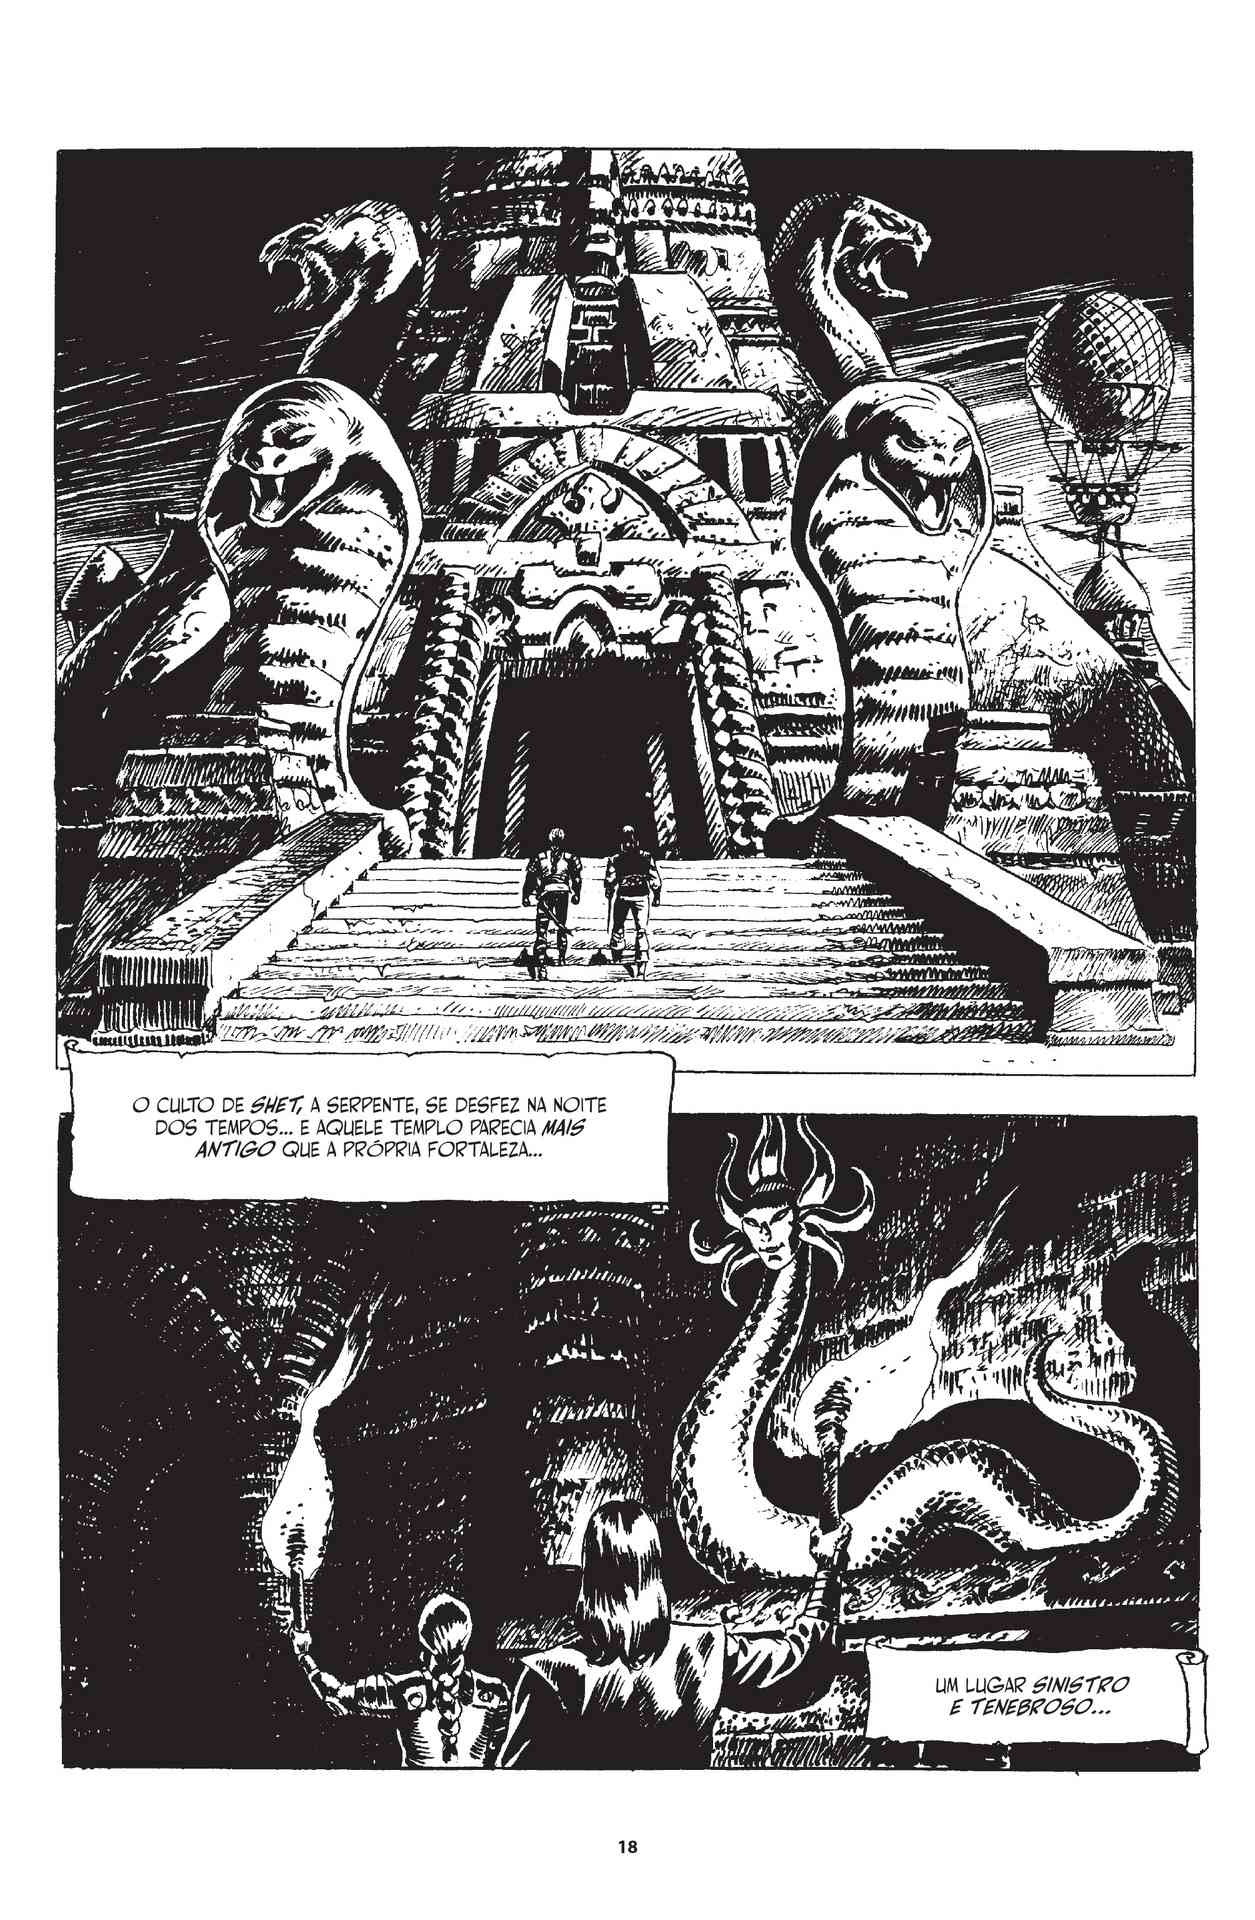 O CULTO DE SHET, A SERPENTE, SE DESFEZ NA NOITE
DOS TEMPOS... E AQUELE TEMPLO PARECIA MAIS
ANTIGO QUE A PRÓPRIA FORTALEZA...
UM LUGAR SINISTRO
E TENEBROSO...
18